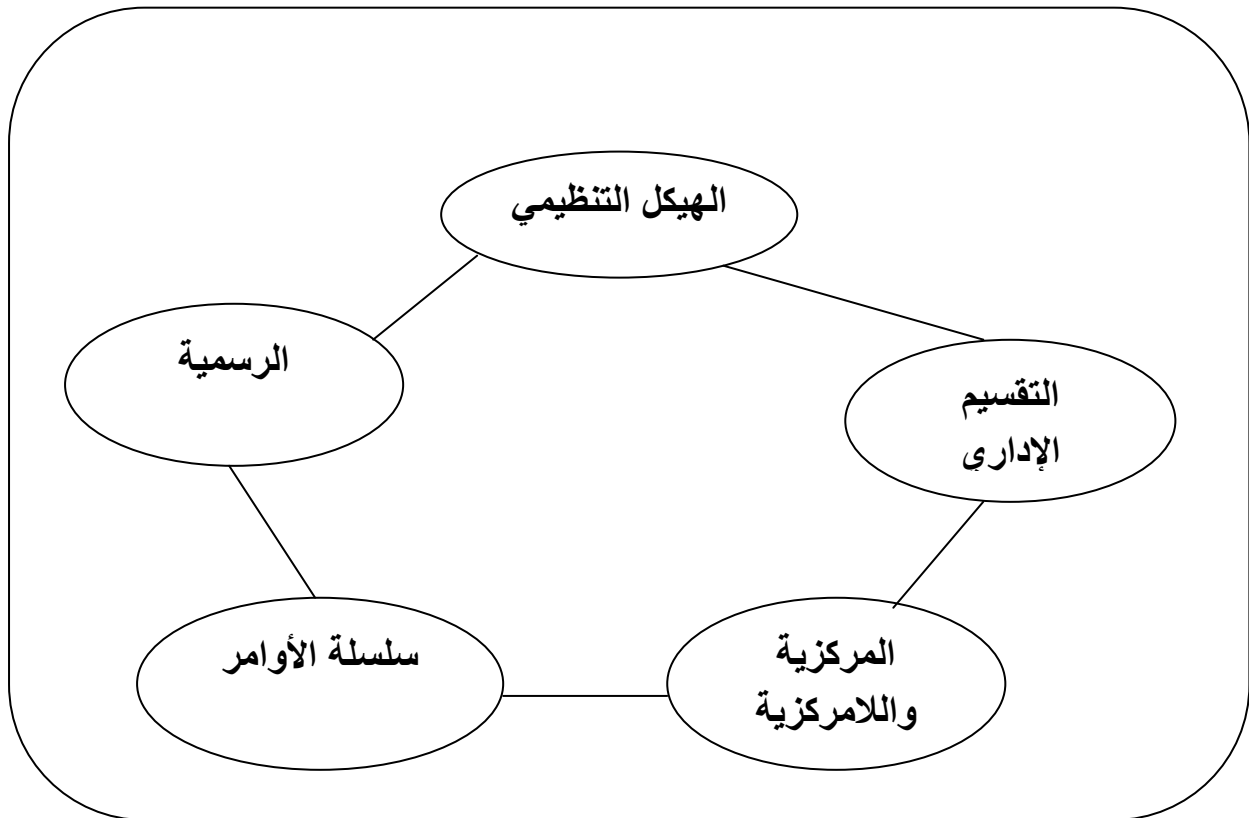 الهيكل التنظيمي
الرسمية
التقسيم
الإداري
سلسلة الأوامر
المركزية
واللامركزية